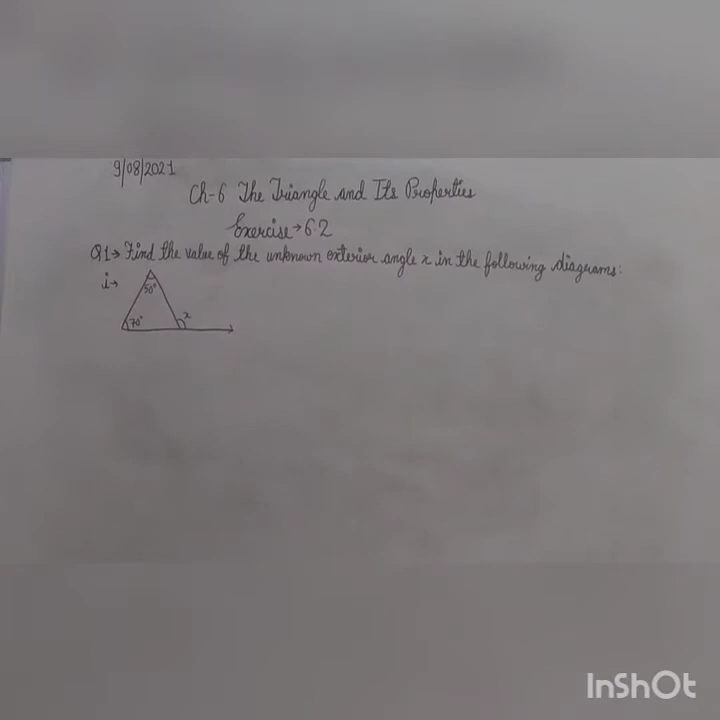 9/08/2021
Ch-6 The Triangle and Its Properties
Exercise→6.2
Q1→ Find the value of the unknown exterior angle x in the following diagrams:
i→
50°
70°
x
InShOt